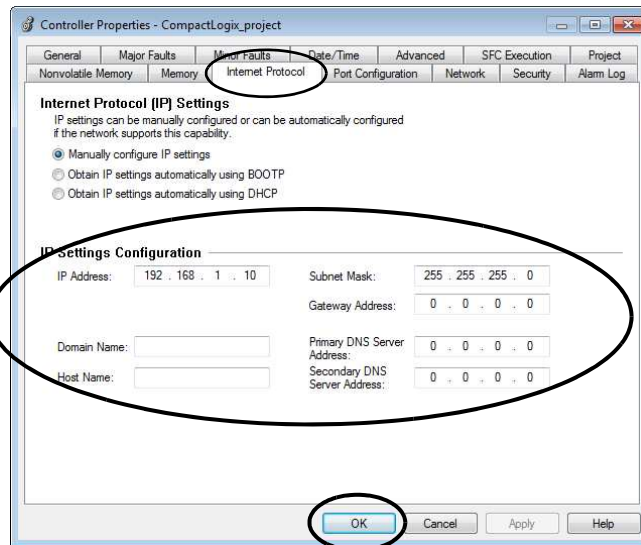 Controller Properties - CompactLogix_project
General Major Faults Minor Faults Date/Time Advanced SFC Execution Project
Nonvolatile Memory Memory Internet Protocol Port Configuration Network Security Alarm Log
Internet Protocol (IP) Settings
IP settings can be manually configured or can be automatically configured
if the network supports this capability.
Manually configure IP settings
Obtain IP settings automatically using BOOTP
Obtain IP settings automatically using DHCP
IP Settings Configuration
IP Address: 192 . 168 . 1 . 10 Subnet Mask: 255 . 255 . 255 . 0
Gateway Address: 0 . 0 . 0 . 0
Domain Name: Primary DNS Server Address: 0 . 0 . 0 . 0
Host Name: Secondary DNS Server Address: 0 . 0 . 0 . 0
OK Cancel Apply Help